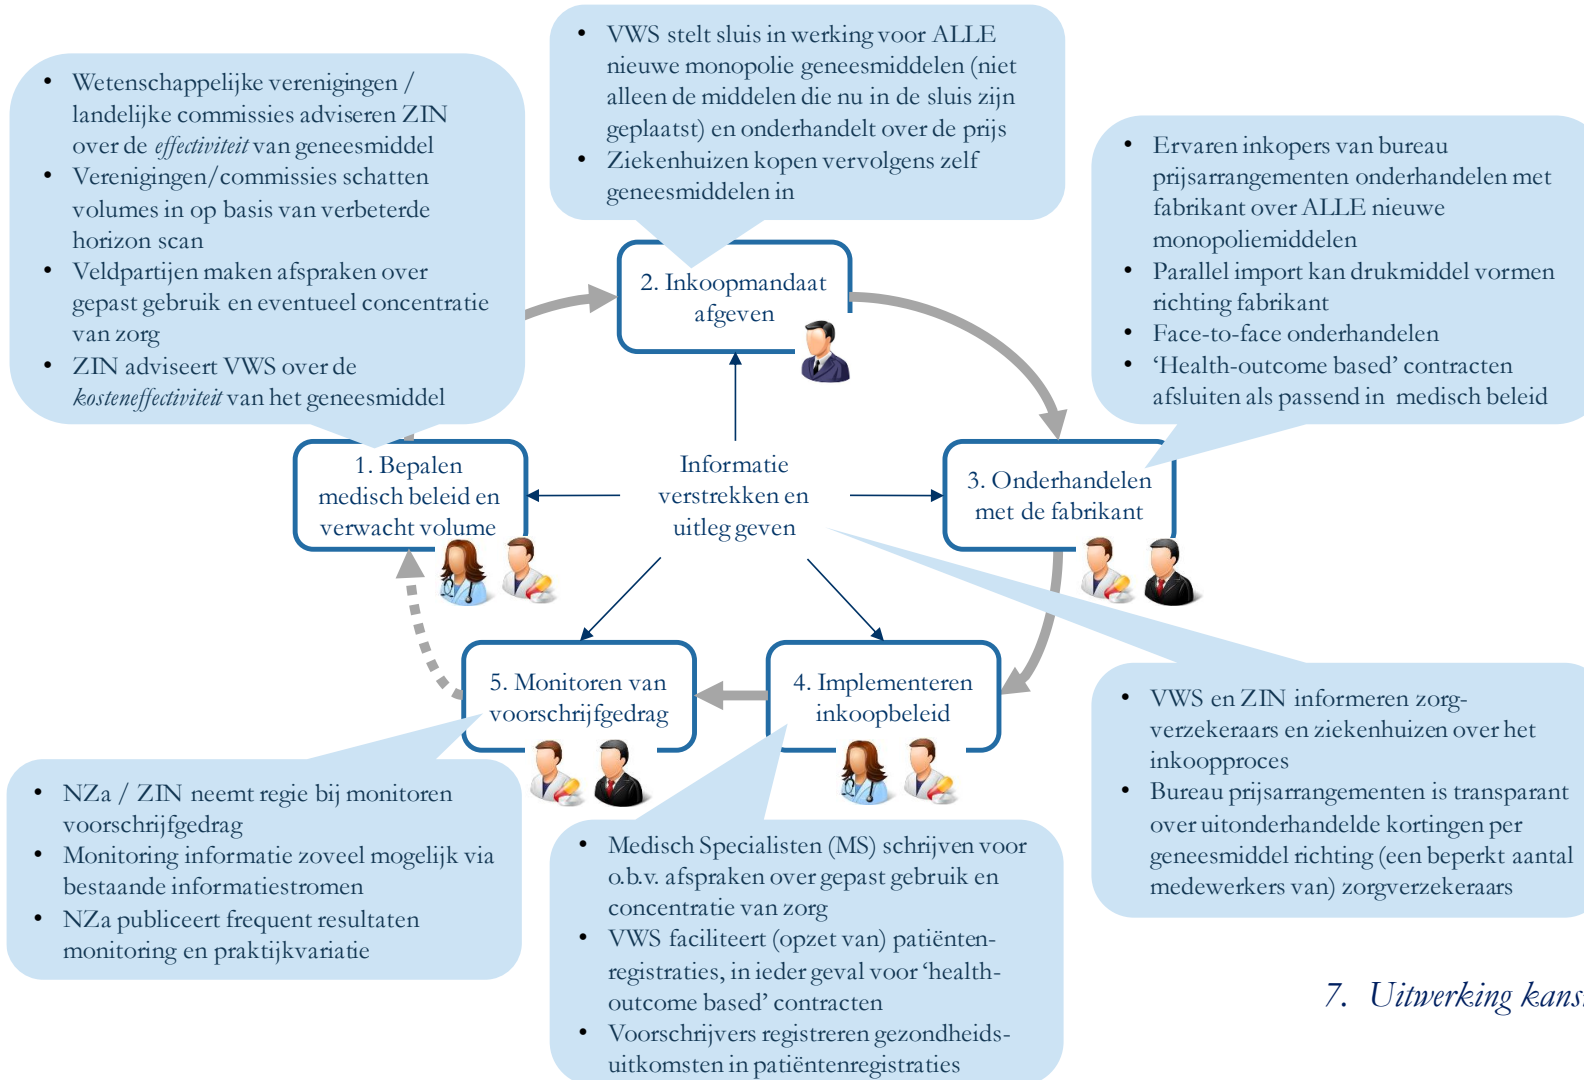 • Wetenschappelijke verenigingen /
landelijke commissies adviseren ZIN
over de effectiviteit van geneesmiddel
• Verenigingen/commissies schatten
volumes in op basis van verbeterde
horizon scan
• Veldpartijen maken afspraken over
gepast gebruik en eventueel concentratie
van zorg
• ZIN adviseert VWS over de
kosteneffectiviteit van het geneesmiddel
• VWS stelt sluis in werking voor ALLE
nieuwe monopolie geneesmiddelen (niet
alleen de middelen die nu in de sluis zijn
geplaatst) en onderhandelt over de prijs
• Ziekenhuizen kopen vervolgens zelf
geneesmiddelen in
• Ervaren inkopers van bureau
prijsarrangementen onderhandelen met
fabrikant over ALLE nieuwe
monopoliemiddelen
• Parallel import kan drukmiddel vormen
richting fabrikant
• Face-to-face onderhandelen
• ‘Health-outcome based’ contracten
afsluiten als passend in medisch beleid
2. Inkoopmandaat
afgeven
1. Bepalen
medisch beleid en
verwacht volume
Informatie
verstrekken en
uitleg geven
3. Onderhandelen
met de fabrikant
5. Monitoren van
voorschrijfgedrag
4. Implementeren
inkoopbeleid
• NZa / ZIN neemt regie bij monitoren
voorschrijfgedrag
• Monitoring informatie zoveel mogelijk via
bestaande informatiestromen
• NZa publiceert frequent resultaten
monitoring en praktijkvariatie
• Medisch Specialisten (MS) schrijven voor
o.b.v. afspraken over gepast gebruik en
concentratie van zorg
• VWS faciliteert (opzet van) patiënten-
registraties, in ieder geval voor ‘health-
outcome based’ contracten
• Voorschrijvers registreren gezondheids-
uitkomsten in patiëntenregistraties
• VWS en ZIN informeren zorg-
verzekeraars en ziekenhuizen over het
inkoopproces
• Bureau prijsarrangementen is transparant
over uitonderhandelde kortingen per
geneesmiddel richting (een beperkt aantal
medewerkers van) zorgverzekeraars
7. Uitwerking kans